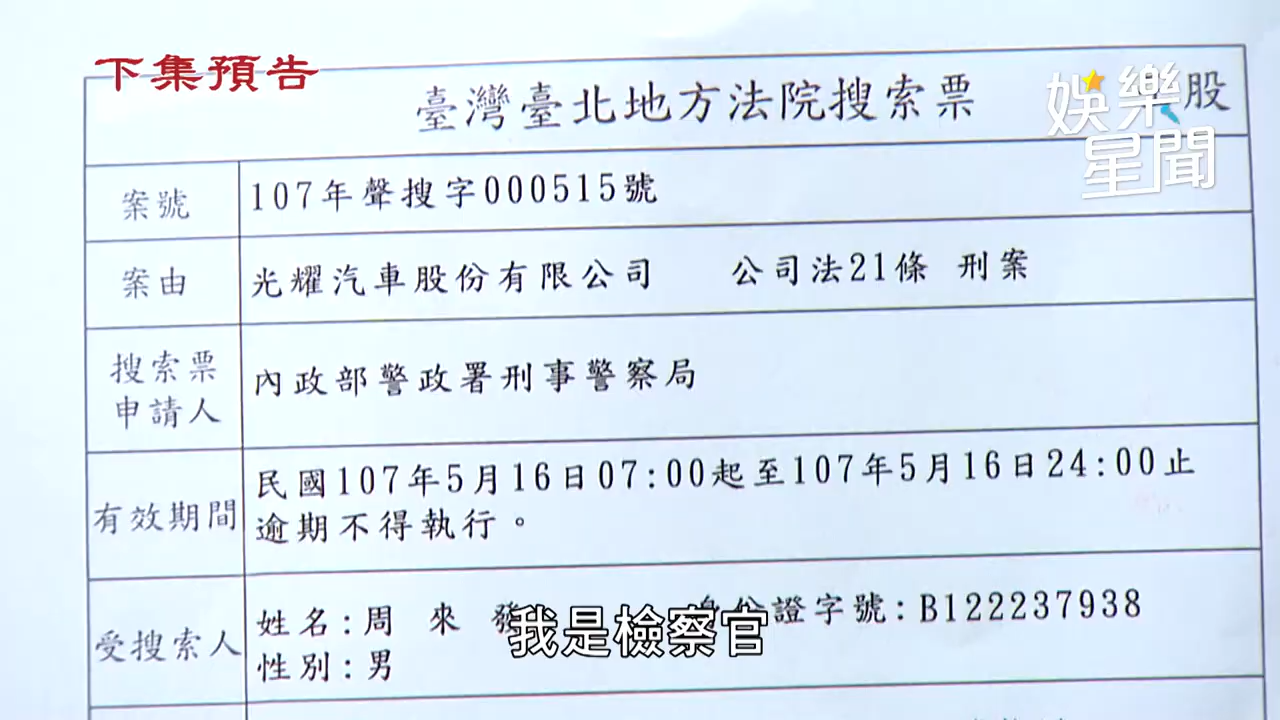 下集預告
臺灣臺北地方法院搜索票
股
娛樂
星聞
案號
107年聲搜字000515號
案由
光耀汽車股份有限公司 公司法21條 刑案
搜索票
申請人
內政部警政署刑事警察局
有效期間
民國107年5月16日07:00起至107年5月16日24:00止
逾期不得執行。
受搜索人
姓名:周 來 發 身份證字號:B122237938
性別:男
我是檢察官